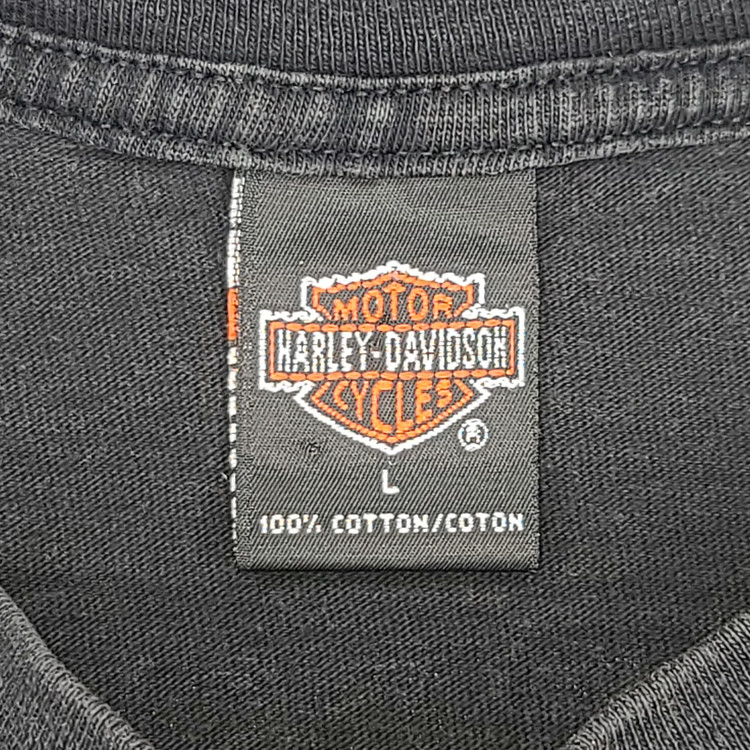 MOTOR
HARLEY-DAVIDSON
CYCLES
®
L
100% COTTON/COTON